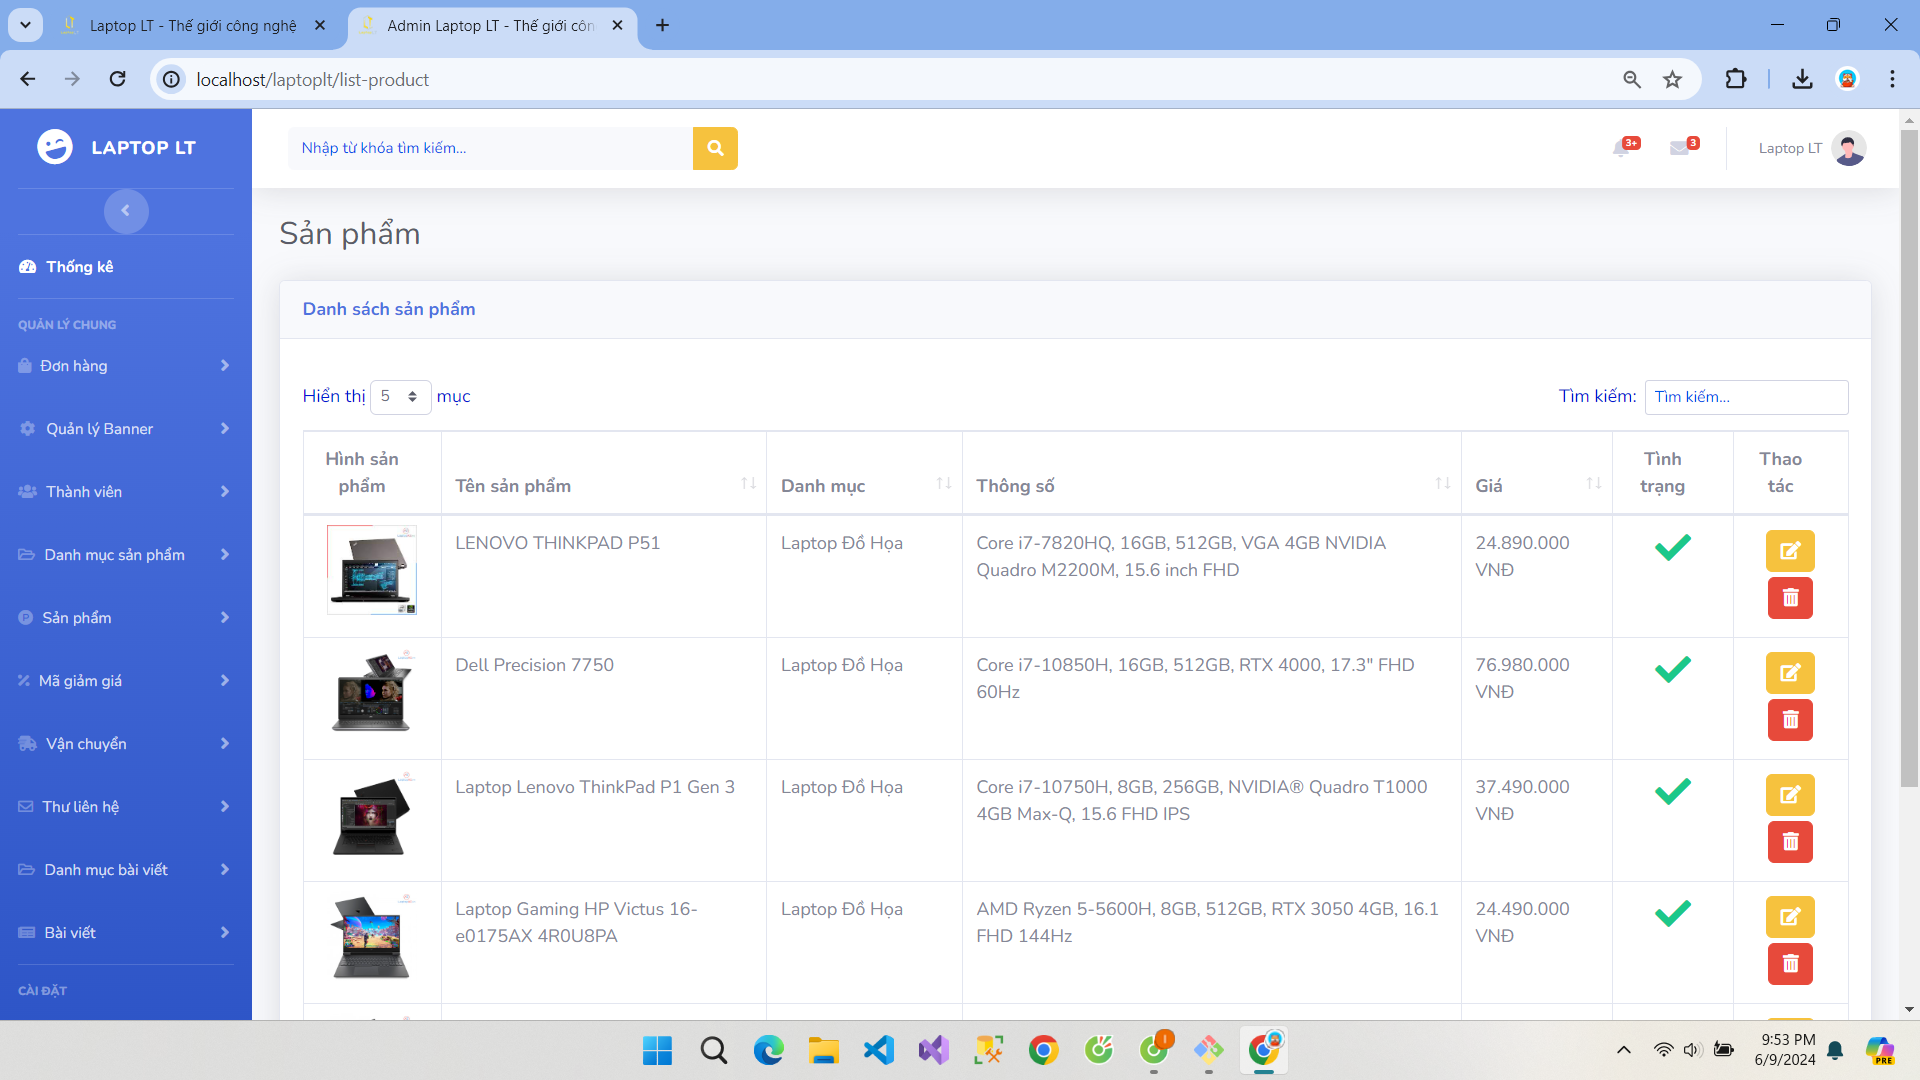 Laptop LT - Thế giới công nghệ
Admin Laptop LT - Thế giới côn
localhost/laptoplt/list-product
LAPTOP LT
Nhập từ khóa tìm kiếm...
3+
3
Laptop LT
Thống kê
QUẢN LÝ CHUNG
Đơn hàng
Quản lý Banner
Thành viên
Danh mục sản phẩm
Sản phẩm
Mã giảm giá
Vận chuyển
Thư liên hệ
Danh mục bài viết
Bài viết
CÀI ĐẶT
Sản phẩm
Danh sách sản phẩm
Hiển thị 5 mục
Tìm kiếm: Tìm kiếm...
Hình sản phẩm Tên sản phẩm Danh mục Thông số Giá Tình trạng Thao tác
LENOVO THINKPAD P51
Laptop Đồ Họa
Core i7-7820HQ, 16GB, 512GB, VGA 4GB NVIDIA
Quadro M2200M, 15.6 inch FHD
24.890.000
VNĐ
Dell Precision 7750
Laptop Đồ Họa
Core i7-10850H, 16GB, 512GB, RTX 4000, 17.3" FHD
60Hz
76.980.000
VNĐ
Laptop Lenovo ThinkPad P1 Gen 3
Laptop Đồ Họa
Core i7-10750H, 8GB, 256GB, NVIDIA® Quadro T1000
4GB Max-Q, 15.6 FHD IPS
37.490.000
VNĐ
Laptop Gaming HP Victus 16-
e0175AX 4R0U8PA
Laptop Đồ Họa
AMD Ryzen 5-5600H, 8GB, 512GB, RTX 3050 4GB, 16.1
FHD 144Hz
24.490.000
VNĐ
9:53 PM
6/9/2024
PRE